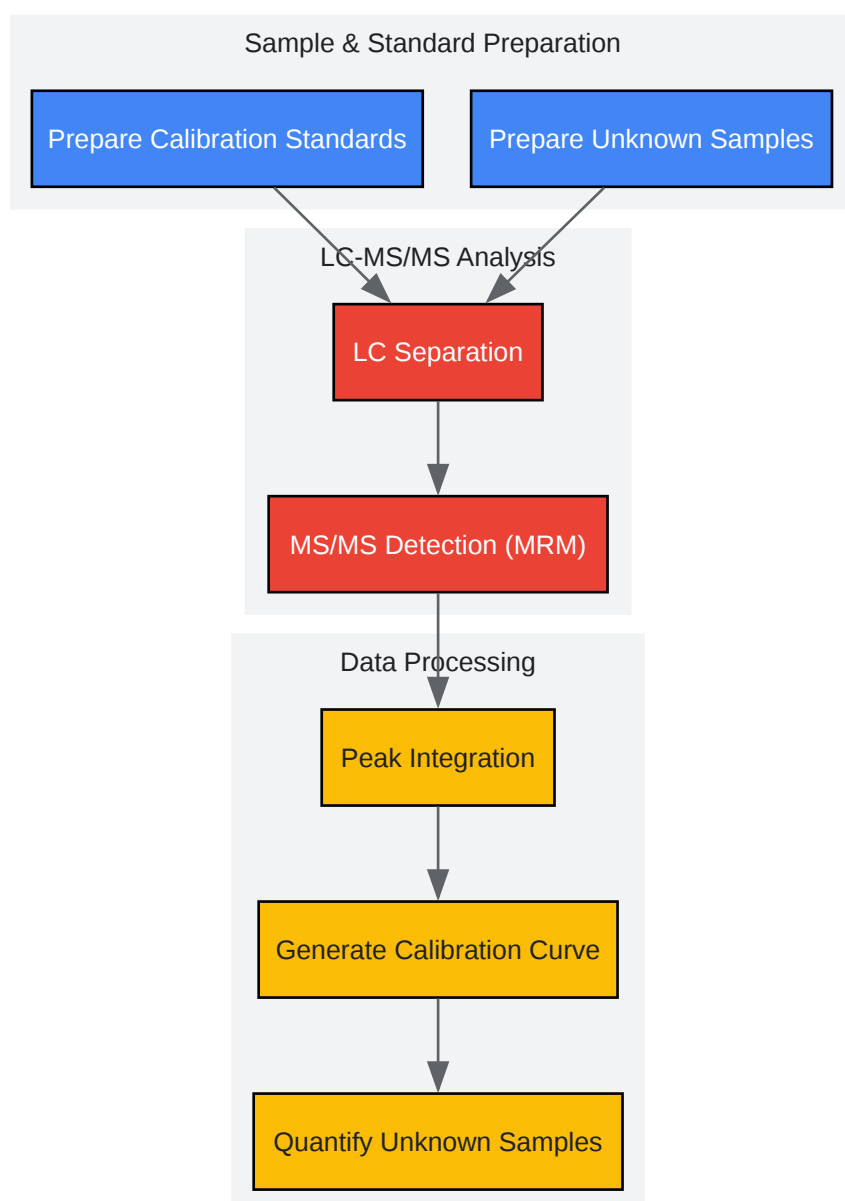 Sample & Standard Preparation
Prepare Calibration Standards
Prepare Unknown Samples
LC-MS/MS Analysis
LC Separation
MS/MS Detection (MRM)
Data Processing
Peak Integration
Generate Calibration Curve
Quantify Unknown Samples